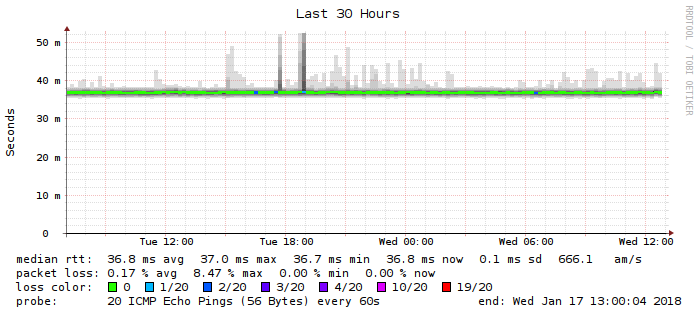 Last 30 Hours
RRDTOOL / TOBI OETIKER
Seconds
50 m
40 m
30 m
20 m
10 m
0
Tue 12:00 Tue 18:00 Wed 00:00 Wed 06:00 Wed 12:00
median rtt: 36.8 ms avg 37.0 ms max 36.7 ms min 36.8 ms now 0.1 ms sd 666.1 am/s
packet loss: 0.17 % avg 8.47 % max 0.00 % min 0.00 % now
loss color: 0 1/20 2/20 3/20 4/20 10/20 19/20
probe: 20 ICMP Echo Pings (56 Bytes) every 60s end: Wed Jan 17 13:00:04 2018